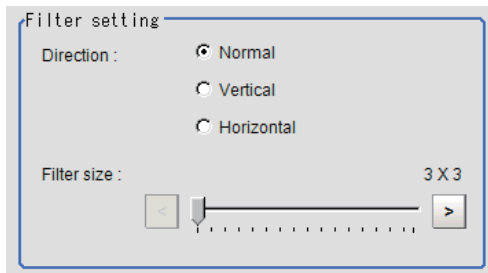 Filter setting
Direction :
Normal
Vertical
Horizontal
Filter size :
3 X 3
<
>